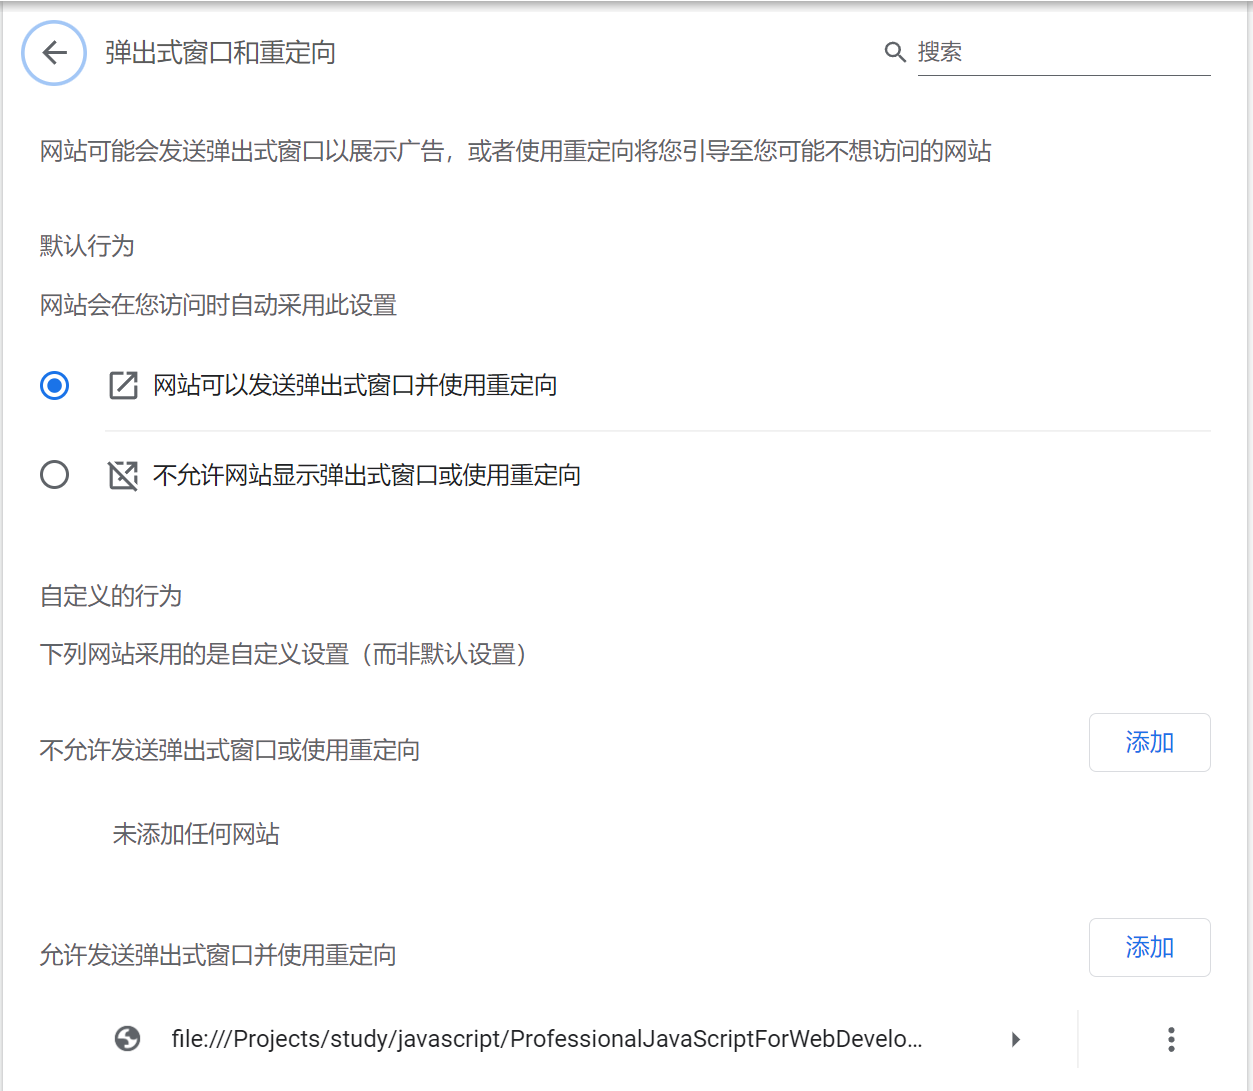 弹出式窗口和重定向
搜索
网站可能会发送弹出式窗口以展示广告，或者使用重定向将您引导至您可能不想访问的网站
默认行为
网站会在您访问时自动采用此设置
网站可以发送弹出式窗口并使用重定向
不允许网站显示弹出式窗口或使用重定向
自定义的行为
下列网站采用的是自定义设置（而非默认设置）
不允许发送弹出式窗口或使用重定向
添加
未添加任何网站
允许发送弹出式窗口并使用重定向
添加
file:///Projects/study/javascript/ProfessionalJavaScriptForWebDevelo...